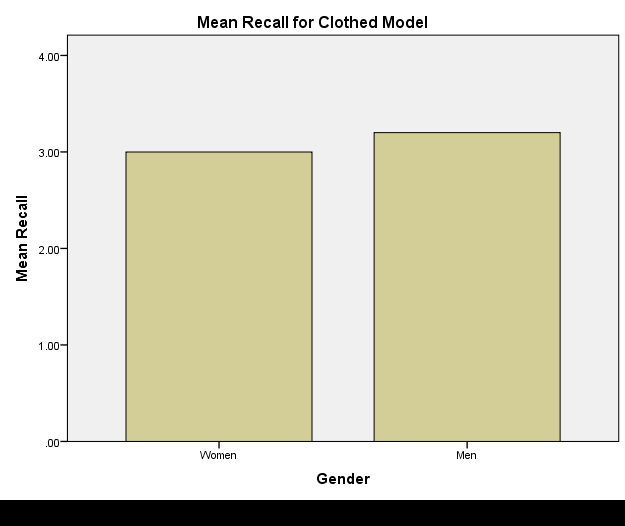 Mean Recall for Clothed Model
4.00
3.00
2.00
1.00
.00
Mean Recall
Women
Men
Gender